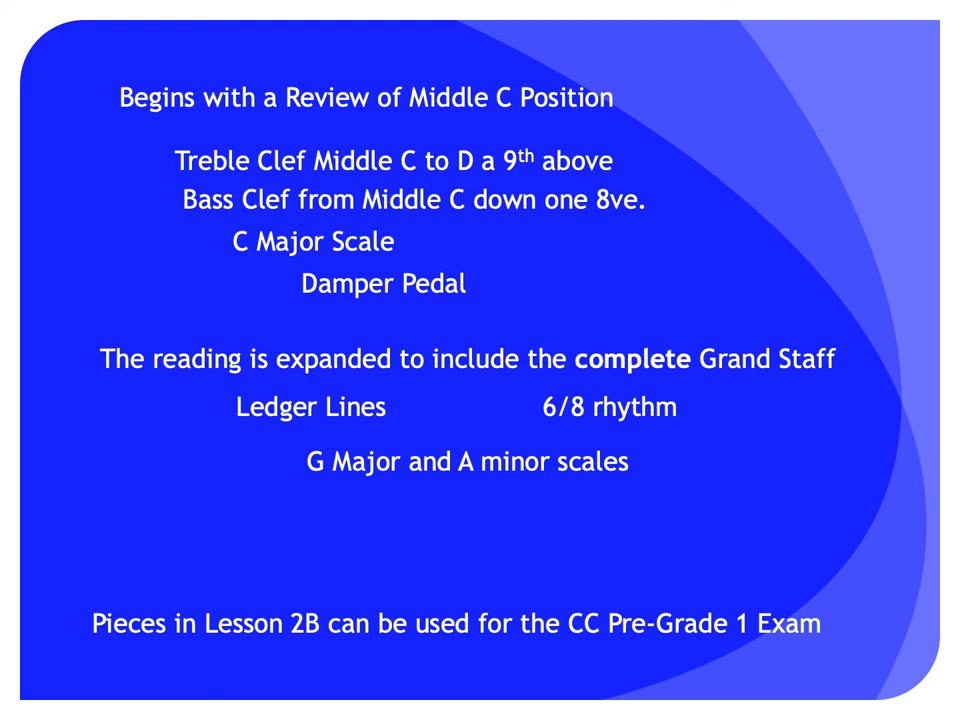 Begins with a Review of Middle C Position
Treble Clef Middle C to D a 9th above
Bass Clef from Middle C down one 8ve.
C Major Scale
Damper Pedal
The reading is expanded to include the complete Grand Staff
Ledger Lines 6/8 rhythm
G Major and A minor scales
Pieces in Lesson 2B can be used for the CC Pre-Grade 1 Exam